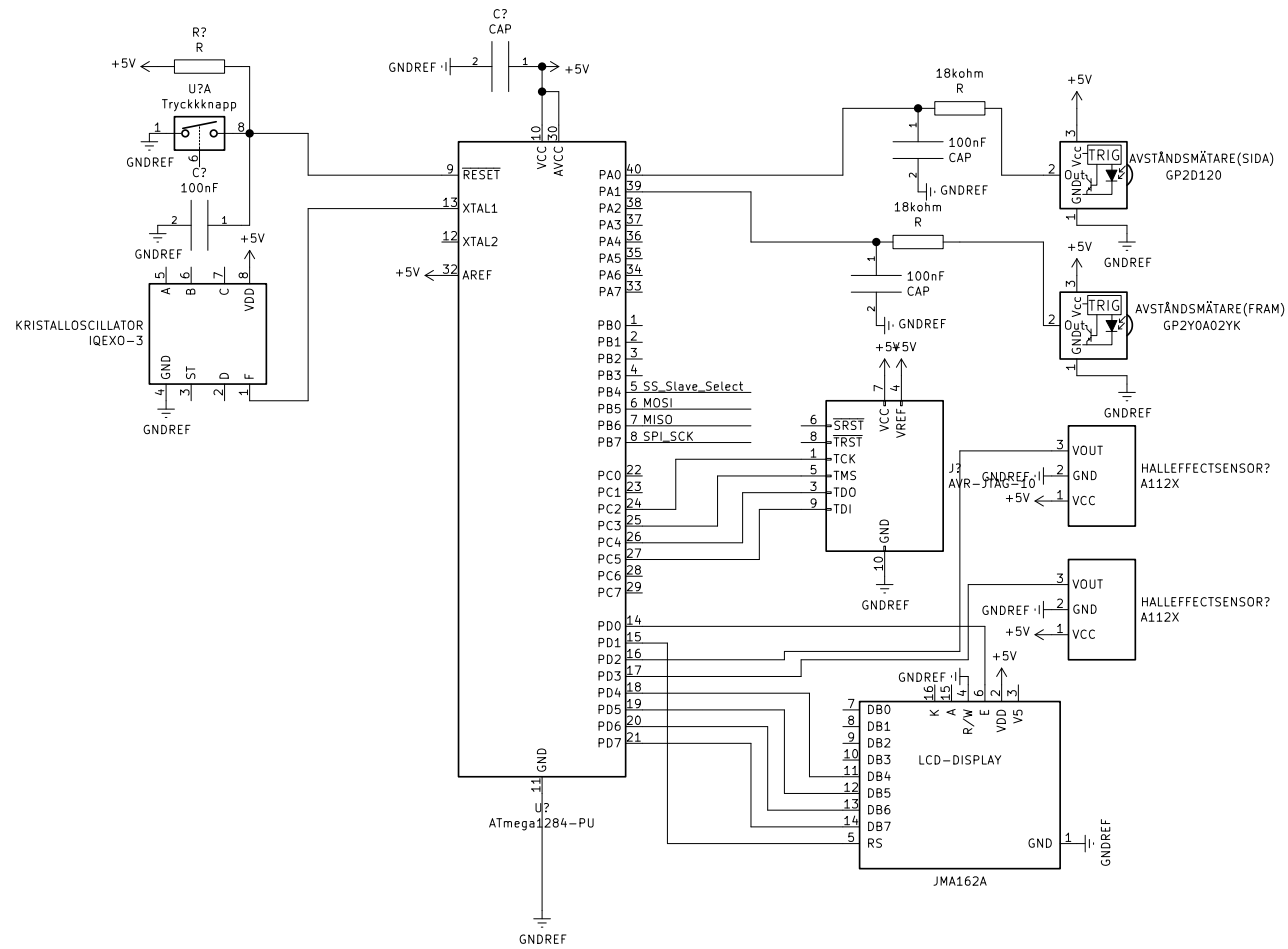 C?
CAP
GNDREF
2
1
+5V
R?
R
+5V
U?A
Tryckkknapp
1
8
6
GNDREF
C?
100nF
2
1
GNDREF
+5V
5
6
7
8
A
B
C
VDD
KRISTALLOSCILLATOR
IQEXO-3
GND
ST
D
F
4
3
2
1
GNDREF
10
30
VCC
AVCC
9
RESET
13
XTAL1
12
XTAL2
+5V
32
AREF
PA0
40
PA1
39
PA2
38
PA3
37
PA4
36
PA5
35
PA6
34
PA7
33
PB0
1
PB1
2
PB2
3
PB3
4
PB4
5 SS_Slave_Select
PB5
6 MOSI
PB6
7 MISO
PB7
8 SPI_SCK
PC0
22
PC1
23
PC2
24
PC3
25
PC4
26
PC5
27
PC6
28
PC7
29
PD0
14
PD1
15
PD2
16
PD3
17
PD4
18
PD5
19
PD6
20
PD7
21
GND
11
U?
ATmega1284-PU
GNDREF
18kohm
R
1
100nF
CAP
2
GNDREF
+5V
3
Vcc
TRIG
2
Out
GND
1
AVSTÅNDSMÄTARE(SIDA)
GP2D120
GNDREF
18kohm
R
1
100nF
CAP
2
GNDREF
+5V
3
Vcc
TRIG
2
Out
GND
1
AVSTÅNDSMÄTARE(FRAM)
GP2Y0A02YK
GNDREF
+5V
+5V
7
4
VCC
VREF
6
SRST
8
TRST
1
TCK
5
TMS
3
TDO
9
TDI
GND
10
J?
AVR-JTAG-10
GNDREF
3
VOUT
GNDREF
2
GND
+5V
1
VCC
HALLEFFECTSENSOR?
A112X
3
VOUT
GNDREF
2
GND
+5V
1
VCC
HALLEFFECTSENSOR?
A112X
+5V
GNDREF
16
15
4
6
2
3
K
A
R/W
E
VDD
V5
7
DB0
8
DB1
9
DB2
10
DB3
11
DB4
12
DB5
13
DB6
14
DB7
5
RS
LCD-DISPLAY
GND
1
GNDREF
JMA162A